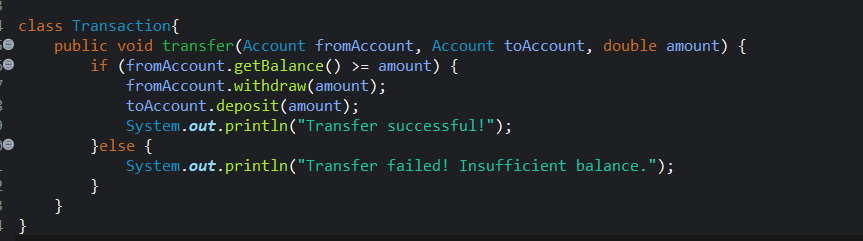 class Transaction{
    public void transfer(Account fromAccount, Account toAccount, double amount) {
        if (fromAccount.getBalance() >= amount) {
            fromAccount.withdraw(amount);
            toAccount.deposit(amount);
            System.out.println("Transfer successful!");
        }else {
            System.out.println("Transfer failed! Insufficient balance.");
        }
    }
}